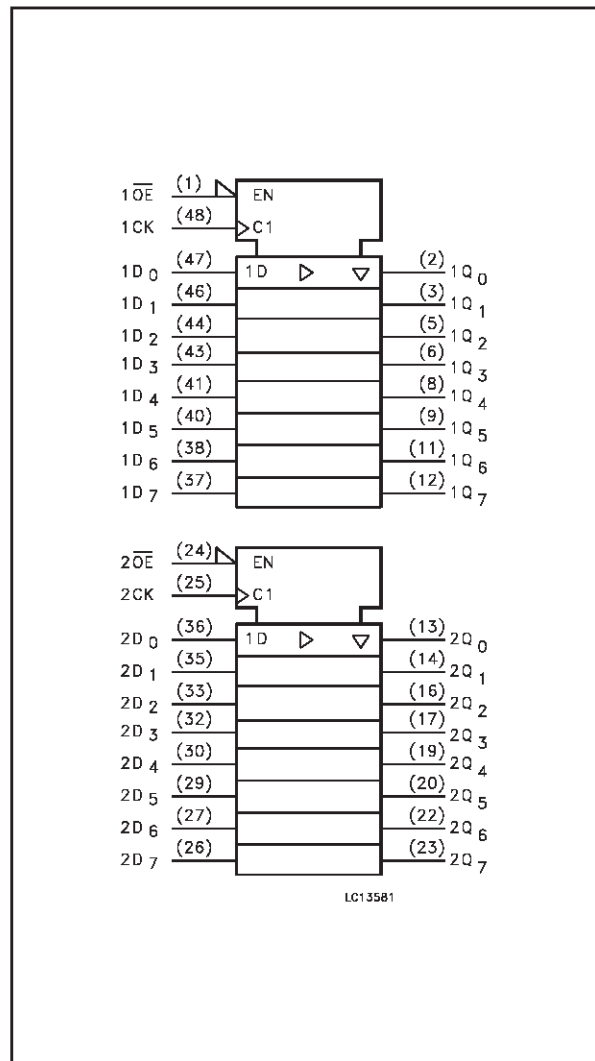 1O̅E̅ (1) EN
1CK (48) C1
1D0 (47) 1D (2) 1Q0
1D1 (46) (3) 1Q1
1D2 (44) (5) 1Q2
1D3 (43) (6) 1Q3
1D4 (41) (8) 1Q4
1D5 (40) (9) 1Q5
1D6 (38) (11) 1Q6
1D7 (37) (12) 1Q7
2O̅E̅ (24) EN
2CK (25) C1
2D0 (36) 1D (13) 2Q0
2D1 (35) (14) 2Q1
2D2 (33) (16) 2Q2
2D3 (32) (17) 2Q3
2D4 (30) (19) 2Q4
2D5 (29) (20) 2Q5
2D6 (27) (22) 2Q6
2D7 (26) (23) 2Q7
LC13581